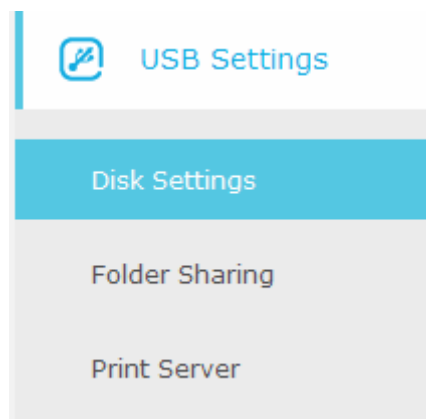 USB Settings
Disk Settings
Folder Sharing
Print Server